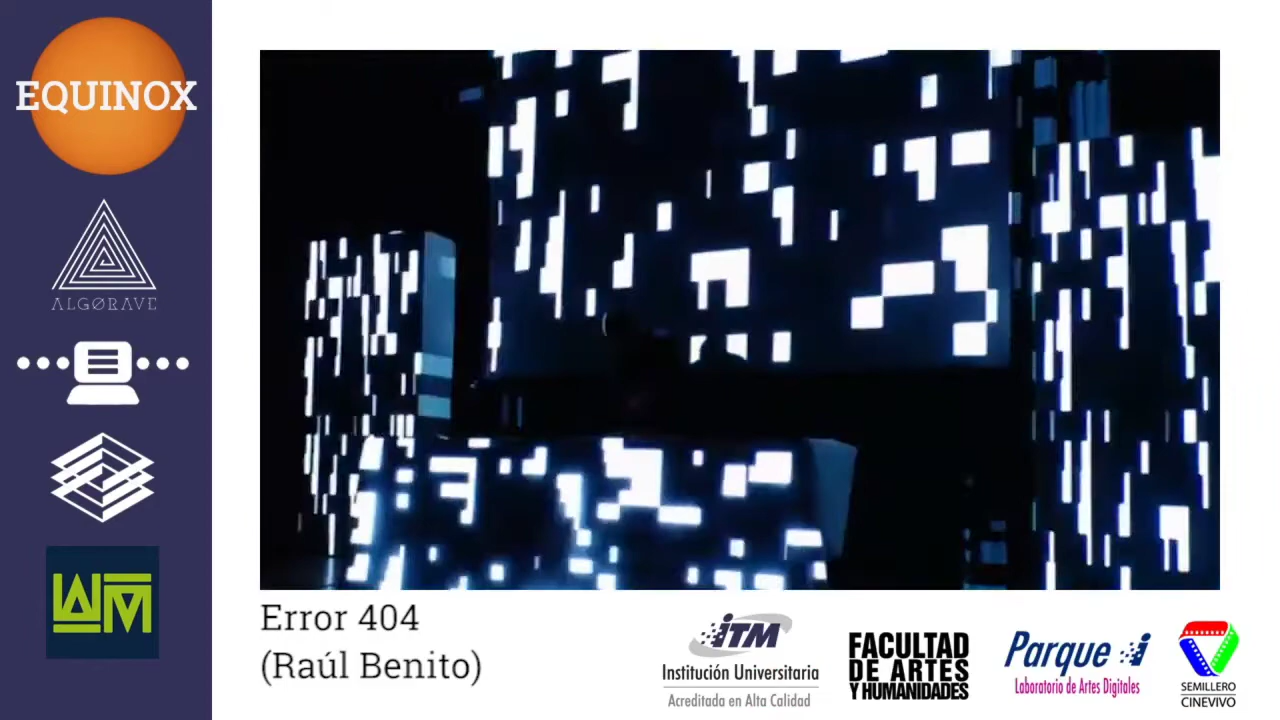 EQUINOX
ALGØRAVE
Error 404
(Raúl Benito)
iTM
Institución Universitaria
Acreditada en Alta Calidad
FACULTAD
DE ARTES
Y HUMANIDADES
Parque i
Laboratorio de Artes Digitales
SEMILLERO
CINEVIVO